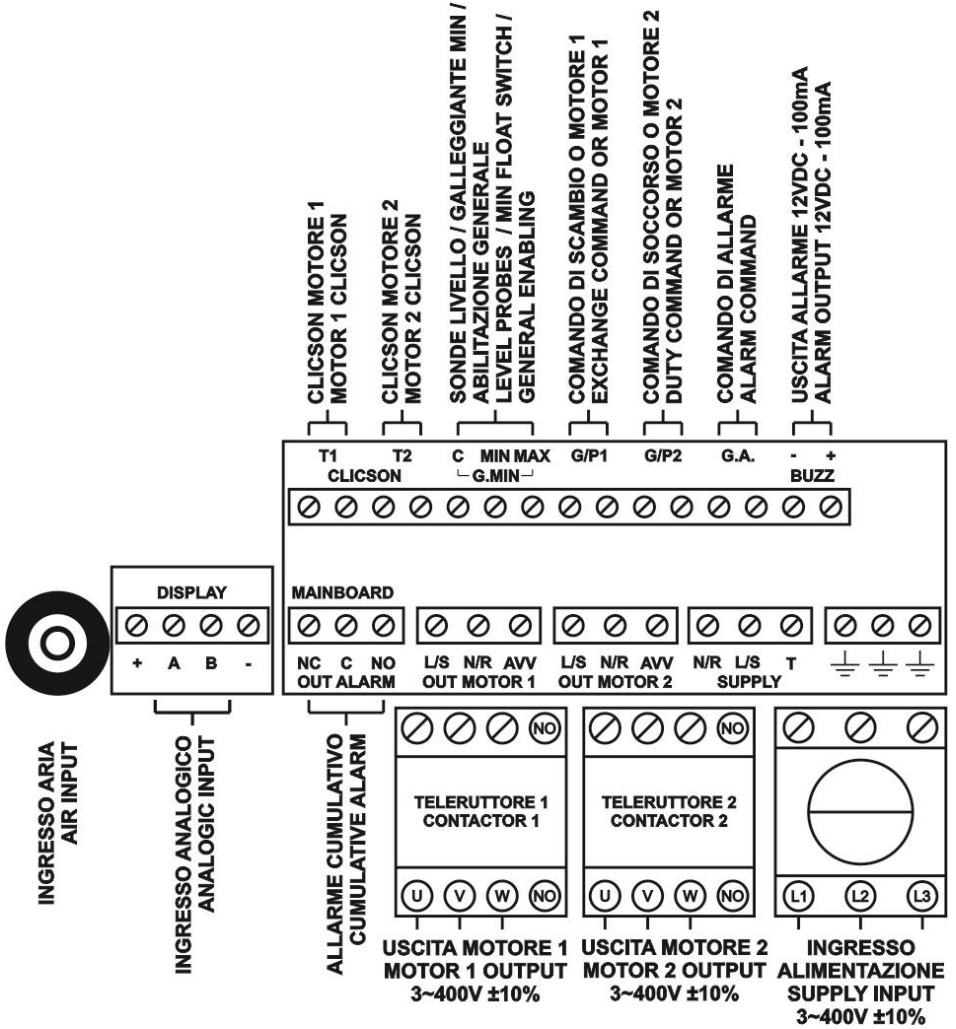 CLICSON MOTORE 1
MOTOR 1 CLICSON
CLICSON MOTORE 2
MOTOR 2 CLICSON
SONDE LIVELLO / GALLEGGIANTE MIN /
ABILITAZIONE GENERALE
LEVEL PROBES / MIN FLOAT SWITCH /
GENERAL ENABLING
COMANDO DI SCAMBIO O MOTORE 1
EXCHANGE COMMAND OR MOTOR 1
COMANDO DI SOCCORSO O MOTORE 2
DUTY COMMAND OR MOTOR 2
COMANDO DI ALLARME
ALARM COMMAND
USCITA ALLARME 12VDC - 100mA
ALARM OUTPUT 12VDC - 100mA
T1 T2 C MIN MAX G/P1 G/P2 G.A. - +
CLICSON G.MIN BUZZ
DISPLAY
+ A B -
MAINBOARD
NC C NO L/S N/R AVV L/S N/R AVV N/R L/S T
OUT ALARM OUT MOTOR 1 OUT MOTOR 2 SUPPLY
INGRESSO ARIA
AIR INPUT
INGRESSO ANALOGICO
ANALOGIC INPUT
ALLARME CUMULATIVO
CUMULATIVE ALARM
NO
TELERUTTORE 1
CONTACTOR 1
U V W NO
USCITA MOTORE 1
MOTOR 1 OUTPUT
3~400V ±10%
NO
TELERUTTORE 2
CONTACTOR 2
U V W NO
USCITA MOTORE 2
MOTOR 2 OUTPUT
3~400V ±10%
L1 L2 L3
INGRESSO
ALIMENTAZIONE
SUPPLY INPUT
3~400V ±10%